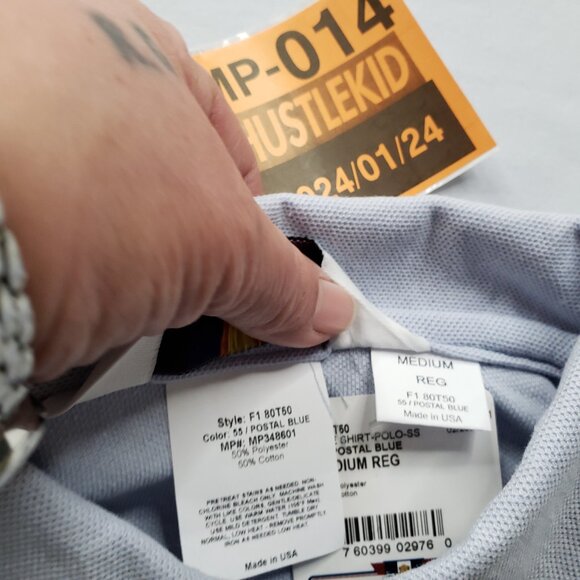 MP-014
HUSTLEKID
024/01/24
MEDIUM
REG
F1 80T50
55 / POSTAL BLUE
Made in USA
Style: F1 80T50
Color: 55 / POSTAL BLUE
MP#: MP348601
50% Polyester
50% Cotton
PRETREAT STAINS AS NEEDED. NON
CHLORINE BLEACH ONLY. MACHINE WASH
WITH LIKE COLORS. GENTLE/DELICATE
CYCLE. USE WARM WATER
USE MILD DETERGENT. TUMBLE DRY
NORMAL, LOW HEAT. REMOVE PROMPTLY.
IRON AS NEEDED. LOW HEAT.
Made in USA
T50
SHIRT-POLO-SS
POSTAL BLUE
DIUM REG
lyester
tton
7 60399 02976 0